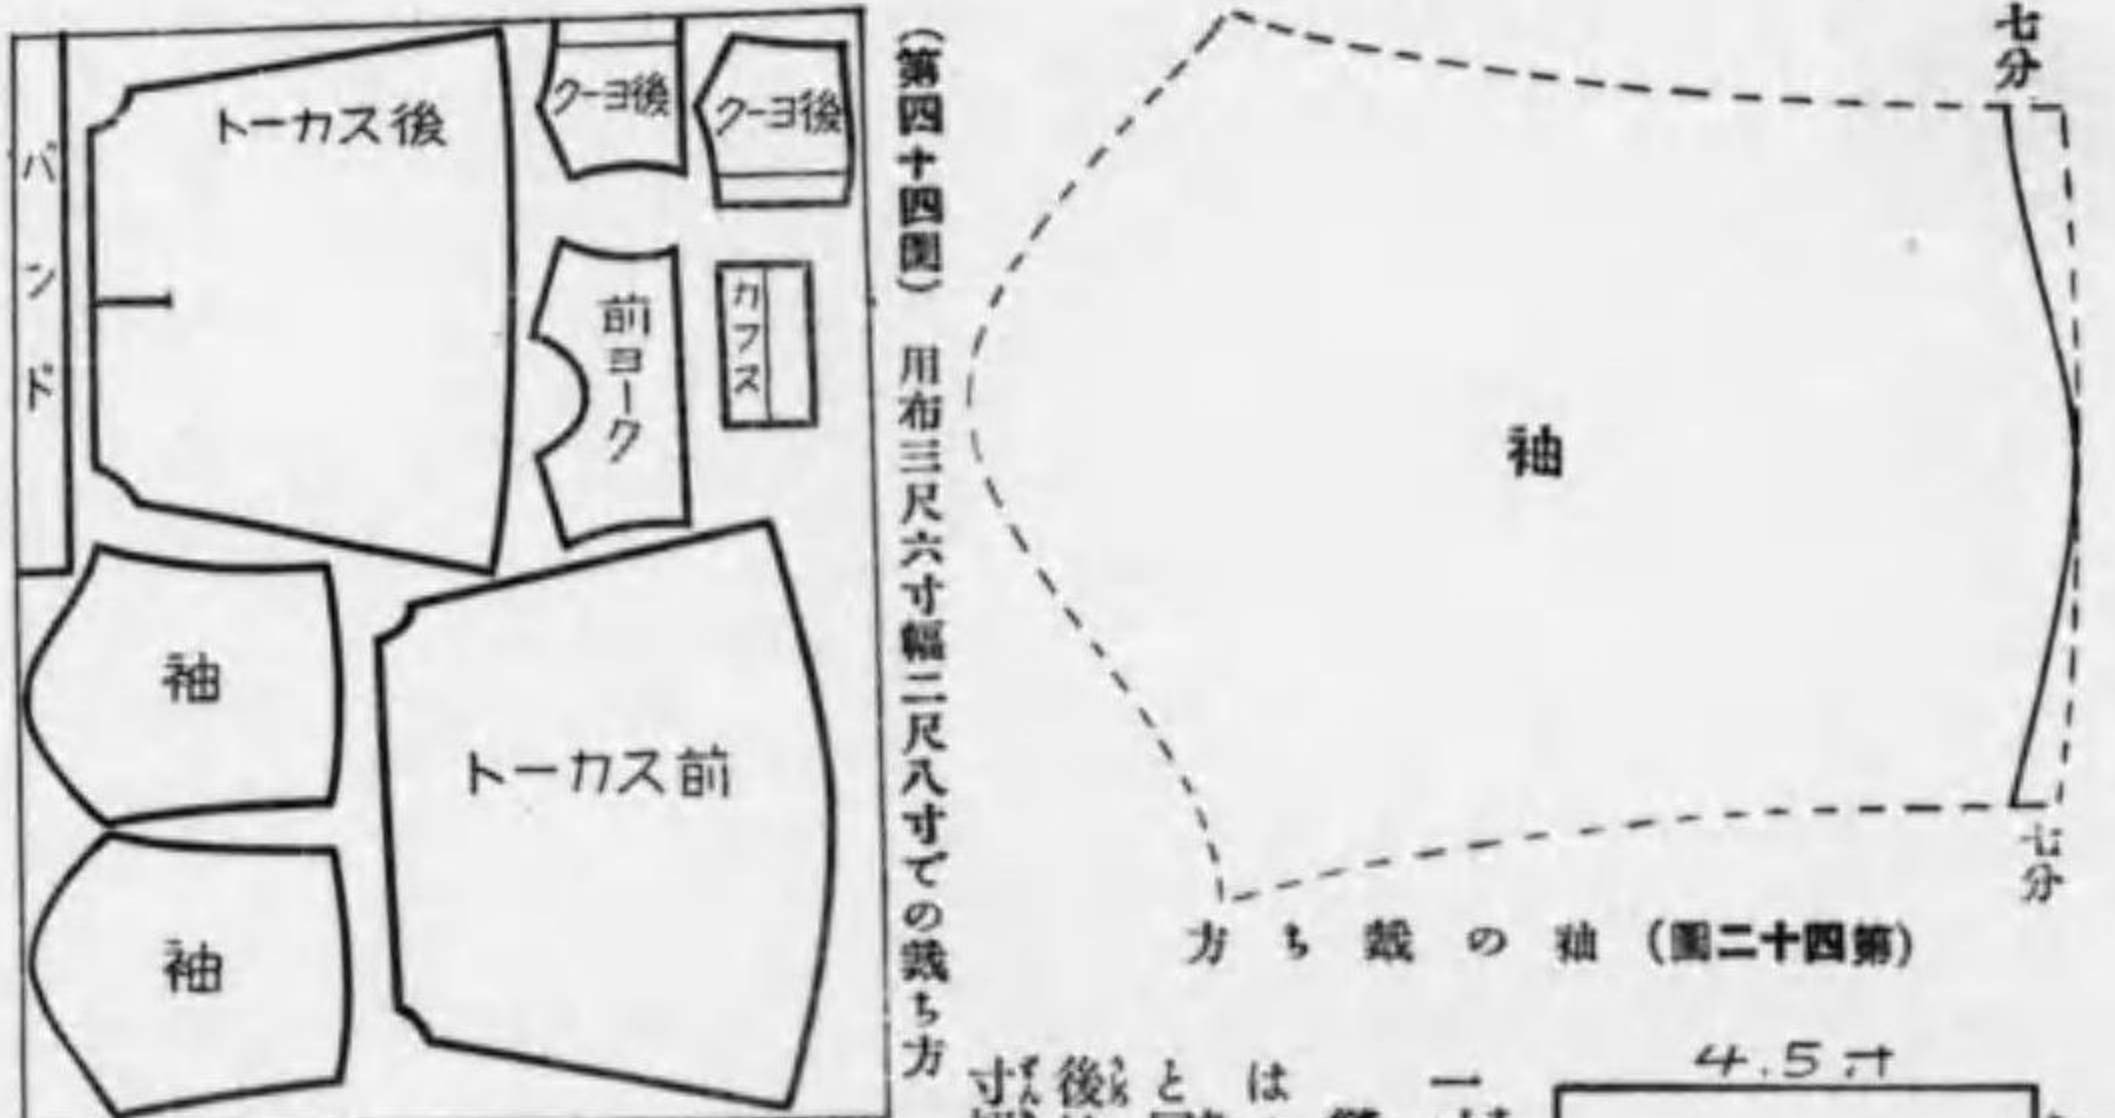 七分
袖
七分
(第四十二圖) 袖の裁ち方
4.5寸
(第四十四圖) 用布三尺六寸幅二尺八寸での裁ち方
後ヨーク
後ヨーク
後スカート
バンド
前ヨーク
カフス
袖
前スカート
袖
一
は
と
後
寸